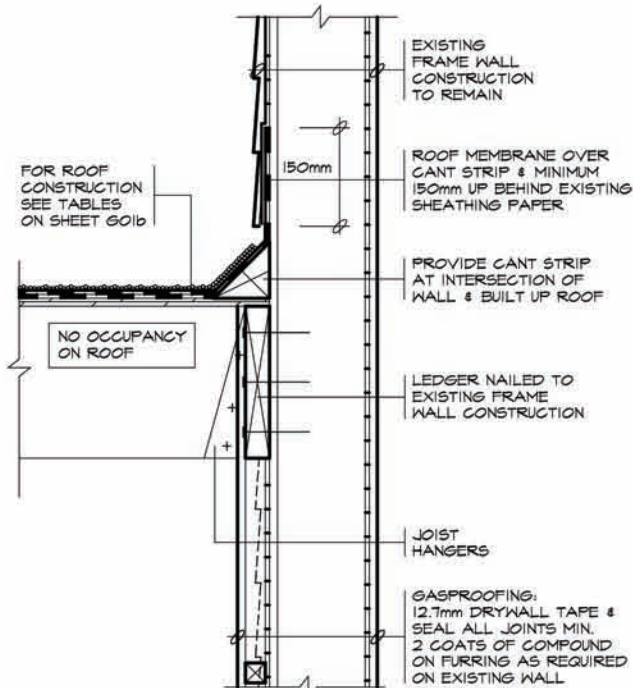 EXISTING
FRAME WALL
CONSTRUCTION
TO REMAIN
150mm
ROOF MEMBRANE OVER
CANT STRIP & MINIMUM
150mm UP BEHIND EXISTING
SHEATHING PAPER
FOR ROOF
CONSTRUCTION
SEE TABLES
ON SHEET G01b
PROVIDE CANT STRIP
AT INTERSECTION OF
WALL & BUILT UP ROOF
NO OCCUPANCY
ON ROOF
LEDGER NAILED TO
EXISTING FRAME
WALL CONSTRUCTION
JOIST
HANGERS
GASPROOFING:
12.7mm DRYWALL TAPE &
SEAL ALL JOINTS MIN.
2 COATS OF COMPOUND
ON FURRING AS REQUIRED
ON EXISTING WALL